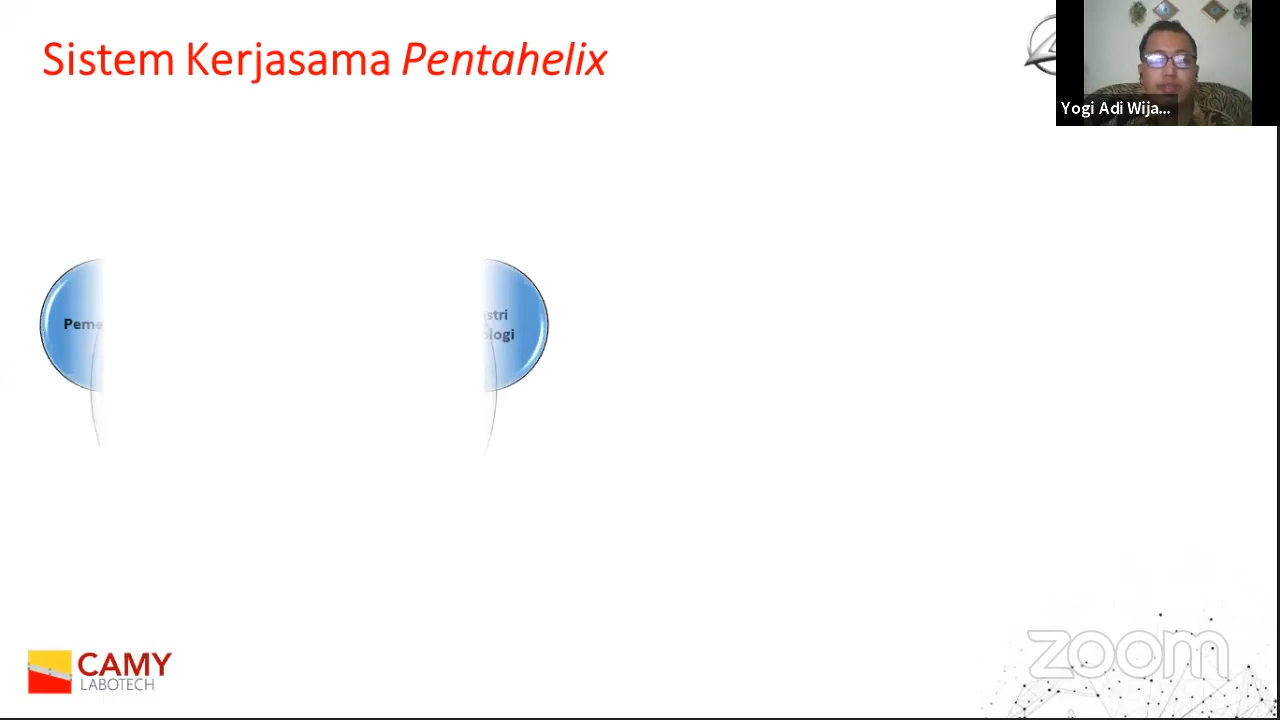 Sistem Kerjasama Pentahelix
Yogi Adi Wija...
CAMY
LABOTECH
zoom